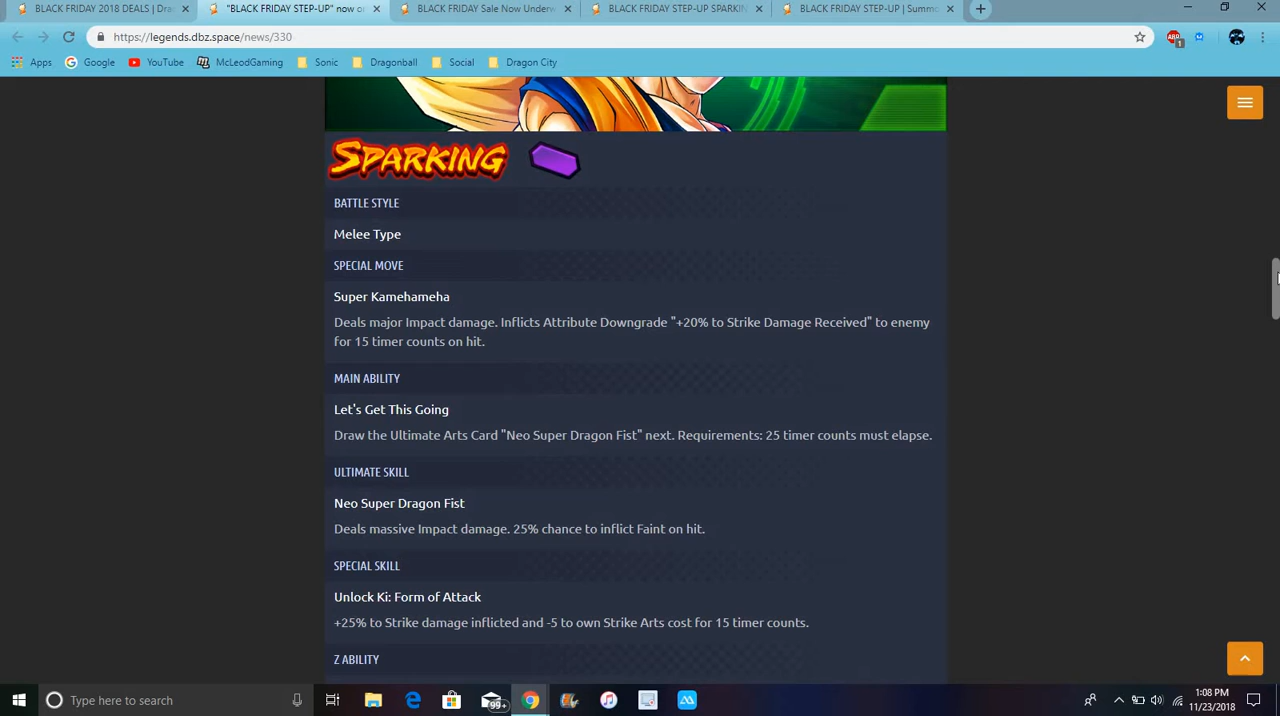 BLACK FRIDAY 2018 DEALS | Dra
"BLACK FRIDAY STEP-UP" now o
BLACK FRIDAY Sale Now Underw
BLACK FRIDAY STEP-UP SPARKIN
BLACK FRIDAY STEP-UP | Summo
https://legends.dbz.space/news/330
ABP
1
Apps
Google
YouTube
McLeodGaming
Sonic
Dragonball
Social
Dragon City
SPARKING
BATTLE STYLE
Melee Type
SPECIAL MOVE
Super Kamehameha
Deals major Impact damage. Inflicts Attribute Downgrade "+20% to Strike Damage Received" to enemy
for 15 timer counts on hit.
MAIN ABILITY
Let's Get This Going
Draw the Ultimate Arts Card "Neo Super Dragon Fist" next. Requirements: 25 timer counts must elapse.
ULTIMATE SKILL
Neo Super Dragon Fist
Deals massive Impact damage. 25% chance to inflict Faint on hit.
SPECIAL SKILL
Unlock Ki: Form of Attack
+25% to Strike damage inflicted and -5 to own Strike Arts cost for 15 timer counts.
Z ABILITY
Type here to search
99+
1:08 PM
11/23/2018